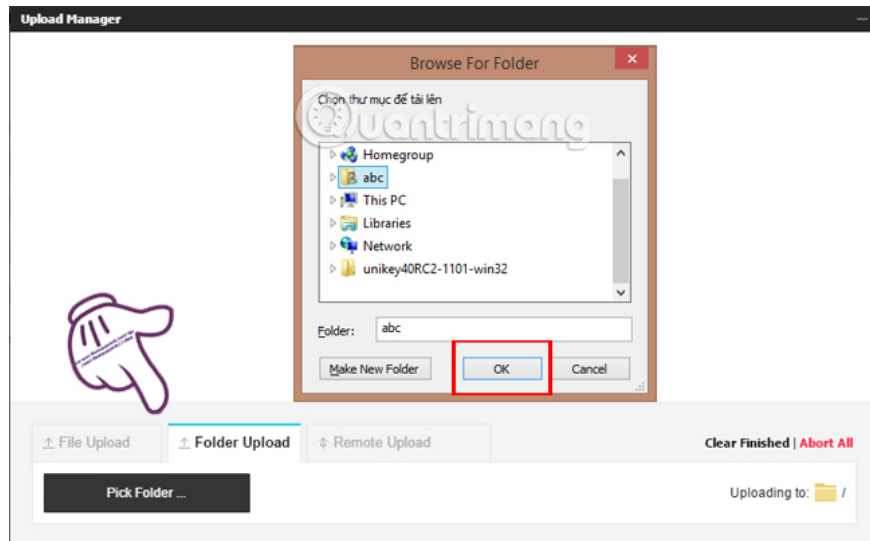 Upload Manager
Browse For Folder
Chọn thư mục để tải lên
Quantrimang
Homegroup
abc
This PC
Libraries
Network
unikey40RC2-1101-win32
Folder: abc
Make New Folder OK Cancel
File Upload Folder Upload Remote Upload Clear Finished | Abort All
Pick Folder ... Uploading to: /